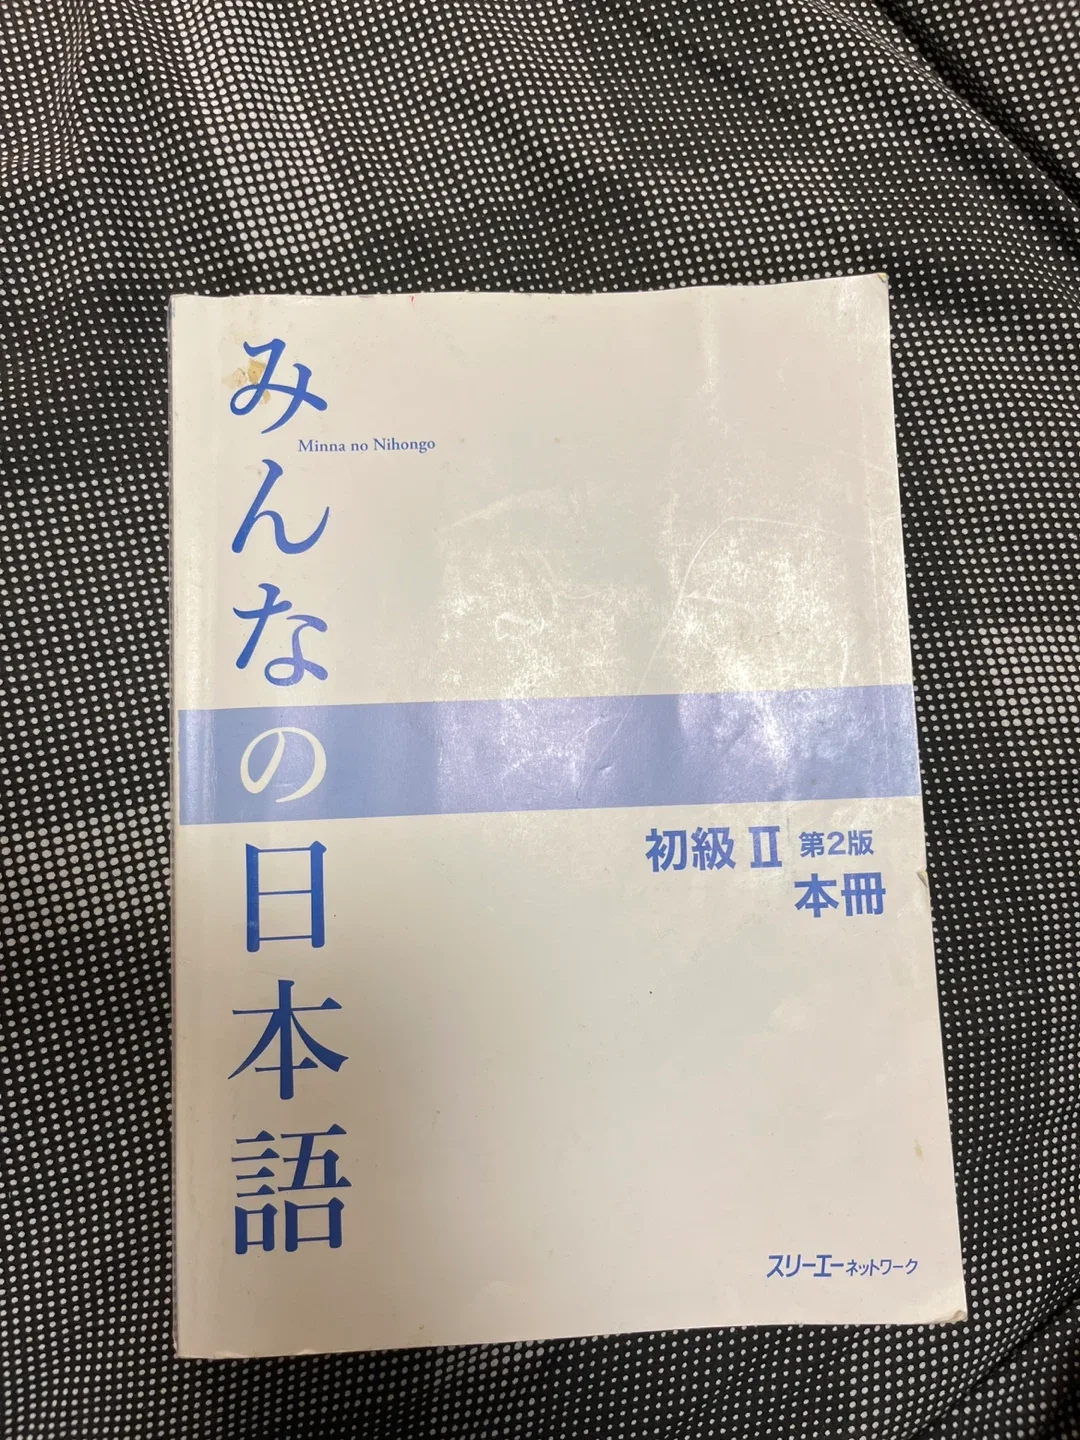 みんなの日本語
Minna no Nihongo
初級 II 第2版
本冊
スリーエーネットワーク